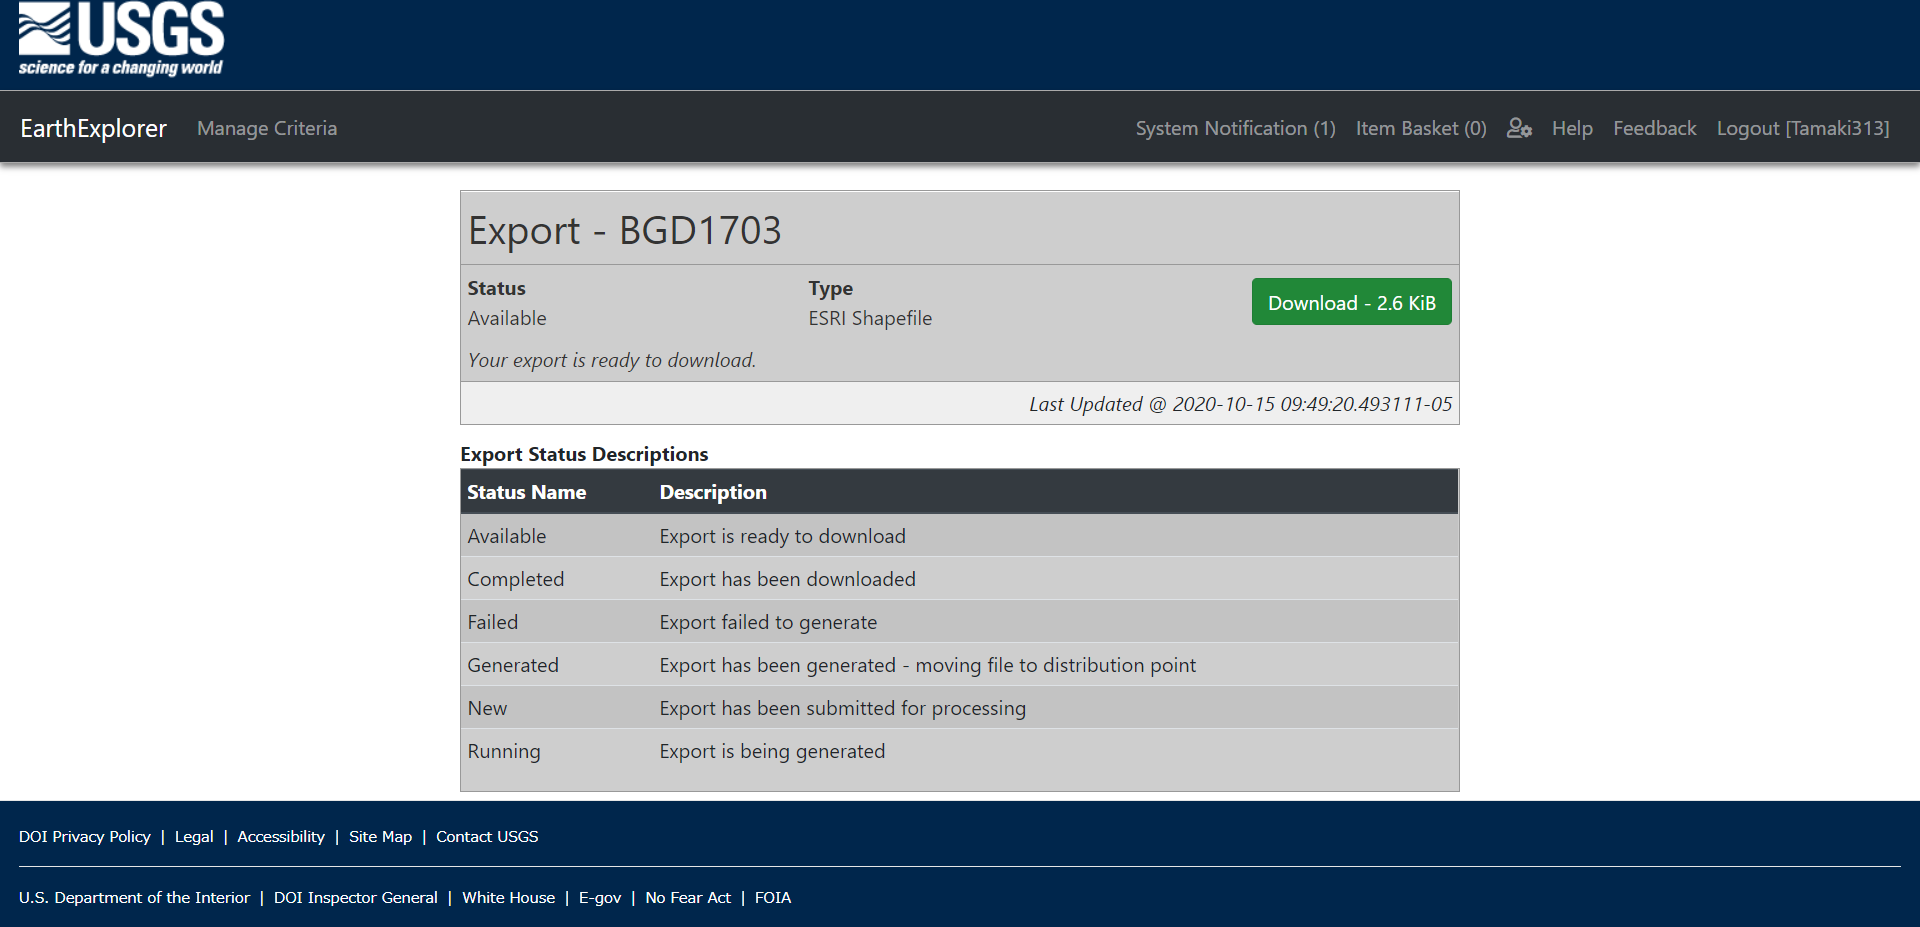 USGS
science for a changing world
EarthExplorer Manage Criteria System Notification (1) Item Basket (0) Help Feedback Logout [Tamaki313]
Export - BGD1703
Status Type
Download - 2.6 KiB
Available ESRI Shapefile
Your export is ready to download.
Last Updated @ 2020-10-15 09:49:20.493111-05
Export Status Descriptions
Status Name Description
Available Export is ready to download
Completed Export has been downloaded
Failed Export failed to generate
Generated Export has been generated - moving file to distribution point
New Export has been submitted for processing
Running Export is being generated
DOI Privacy Policy | Legal | Accessibility | Site Map | Contact USGS
U.S. Department of the Interior | DOI Inspector General | White House | E-gov | No Fear Act | FOIA